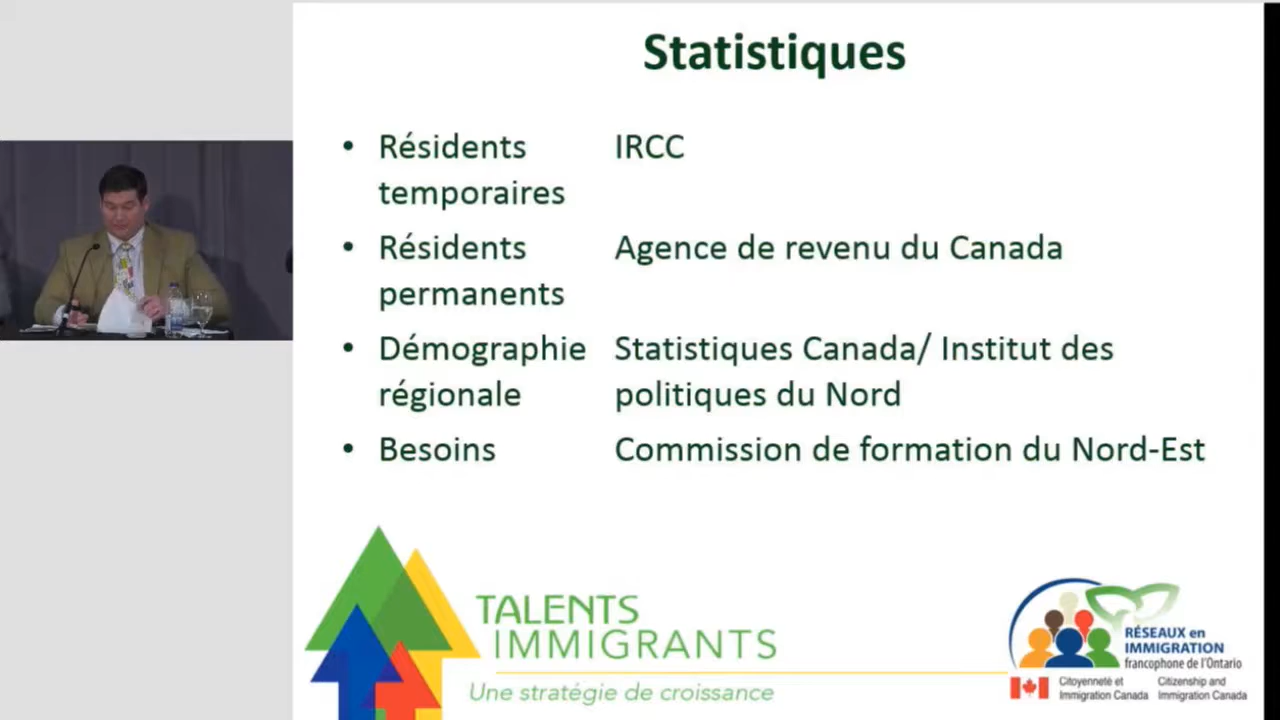 Statistiques
• Résidents temporaires IRCC
• Résidents permanents Agence de revenu du Canada
• Démographie régionale Statistiques Canada/ Institut des politiques du Nord
• Besoins Commission de formation du Nord-Est
TALENTS
IMMIGRANTS
Une stratégie de croissance
RÉSEAUX en
IMMIGRATION
francophone de l'Ontario
Citoyenneté et Citizenship and
Immigration Canada Immigration Canada